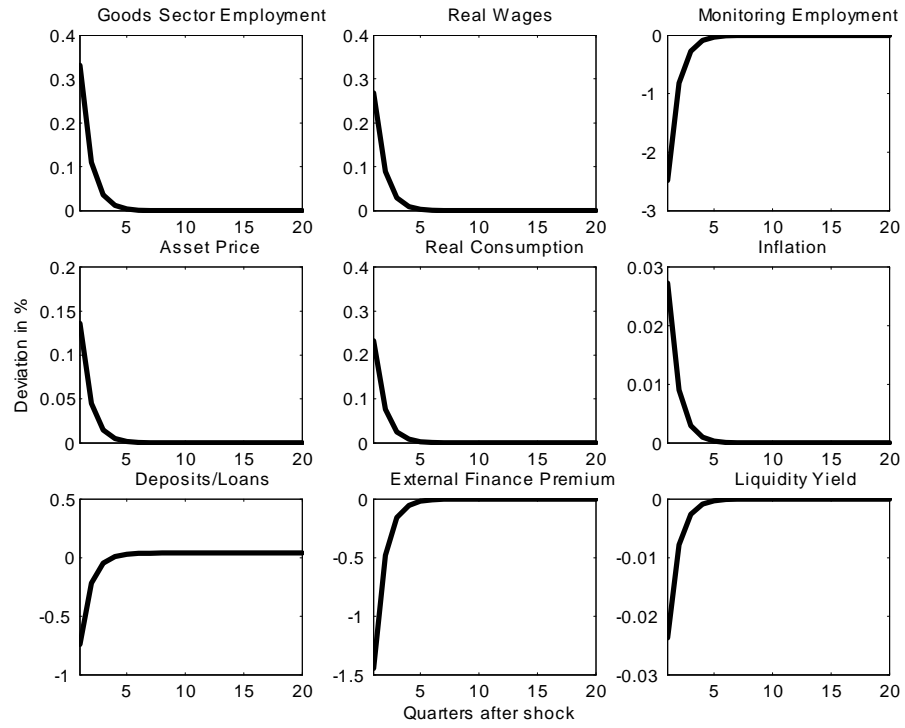 Goods Sector Employment
Real Wages
Monitoring Employment
0.4
0.3
0.2
0.1
0
5 10 15 20
0.4
0.3
0.2
0.1
0
5 10 15 20
0
-1
-2
-3
5 10 15 20
Asset Price
Real Consumption
Inflation
Deviation in %
0.2
0.15
0.1
0.05
0
5 10 15 20
0.4
0.3
0.2
0.1
0
5 10 15 20
0.03
0.02
0.01
0
5 10 15 20
Deposits/Loans
External Finance Premium
Liquidity Yield
0.5
0
-0.5
-1
5 10 15 20
0
-0.5
-1
-1.5
5 10 15 20
0
-0.01
-0.02
-0.03
5 10 15 20
Quarters after shock